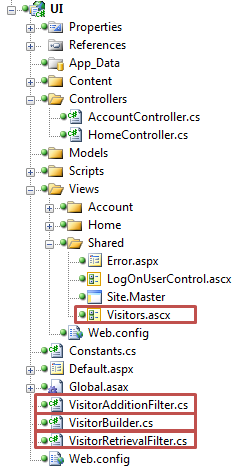 UI
Properties
References
App_Data
Content
Controllers
AccountController.cs
HomeController.cs
Models
Scripts
Views
Account
Home
Shared
Error.aspx
LogOnUserControl.ascx
Site.Master
Visitors.ascx
Web.config
Constants.cs
Default.aspx
Global.asax
VisitorAdditionFilter.cs
VisitorBuilder.cs
VisitorRetrievalFilter.cs
Web.config